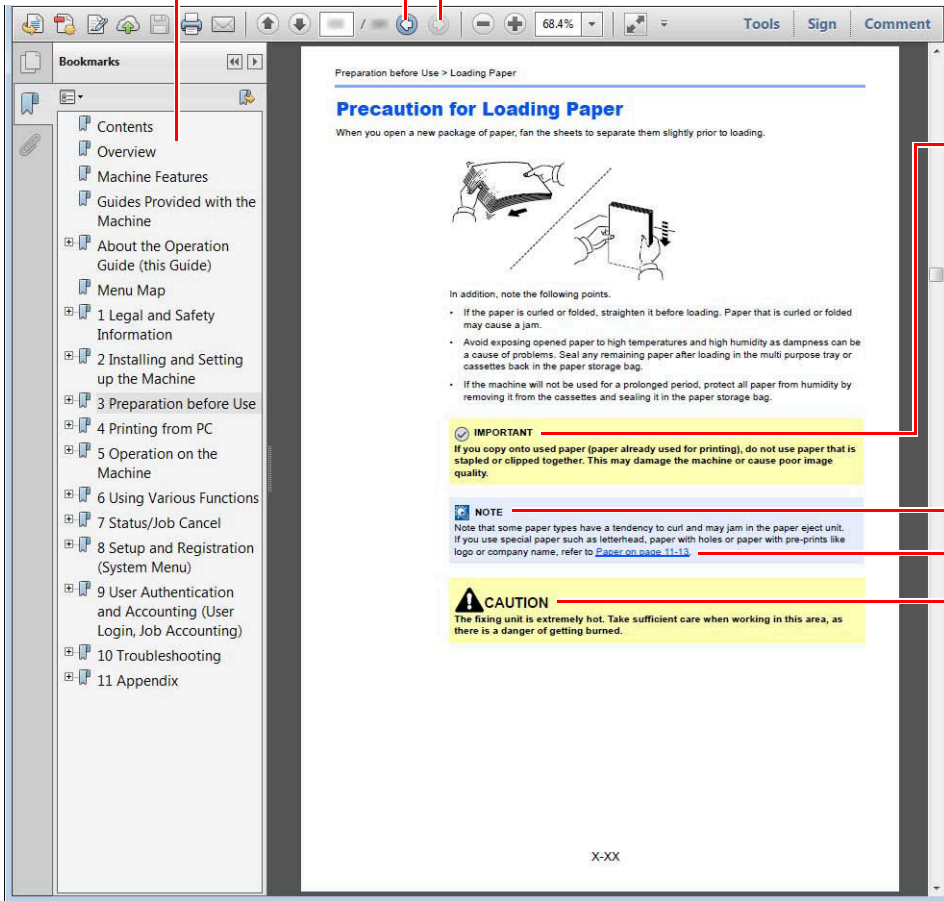 /
68.4%
Tools
Sign
Comment
Bookmarks
Contents
Overview
Machine Features
Guides Provided with the
Machine
About the Operation
Guide (this Guide)
Menu Map
1 Legal and Safety
Information
2 Installing and Setting
up the Machine
3 Preparation before Use
4 Printing from PC
5 Operation on the
Machine
6 Using Various Functions
7 Status/Job Cancel
8 Setup and Registration
(System Menu)
9 User Authentication
and Accounting (User
Login, Job Accounting)
10 Troubleshooting
11 Appendix
Preparation before Use > Loading Paper
Precaution for Loading Paper
When you open a new package of paper, fan the sheets to separate them slightly prior to loading.
In addition, note the following points.
• If the paper is curled or folded, straighten it before loading. Paper that is curled or folded
may cause a jam.
• Avoid exposing opened paper to high temperatures and high humidity as dampness can be
a cause of problems. Seal any remaining paper after loading in the multi purpose tray or
cassettes back in the paper storage bag.
• If the machine will not be used for a prolonged period, protect all paper from humidity by
removing it from the cassettes and sealing it in the paper storage bag.
IMPORTANT
If you copy onto used paper (paper already used for printing), do not use paper that is
stapled or clipped together. This may damage the machine or cause poor image
quality.
NOTE
Note that some paper types have a tendency to curl and may jam in the paper eject unit.
If you use special paper such as letterhead, paper with holes or paper with pre-prints like
logo or company name, refer to Paper on page 11-13.
CAUTION
The fixing unit is extremely hot. Take sufficient care when working in this area, as
there is a danger of getting burned.
X-XX